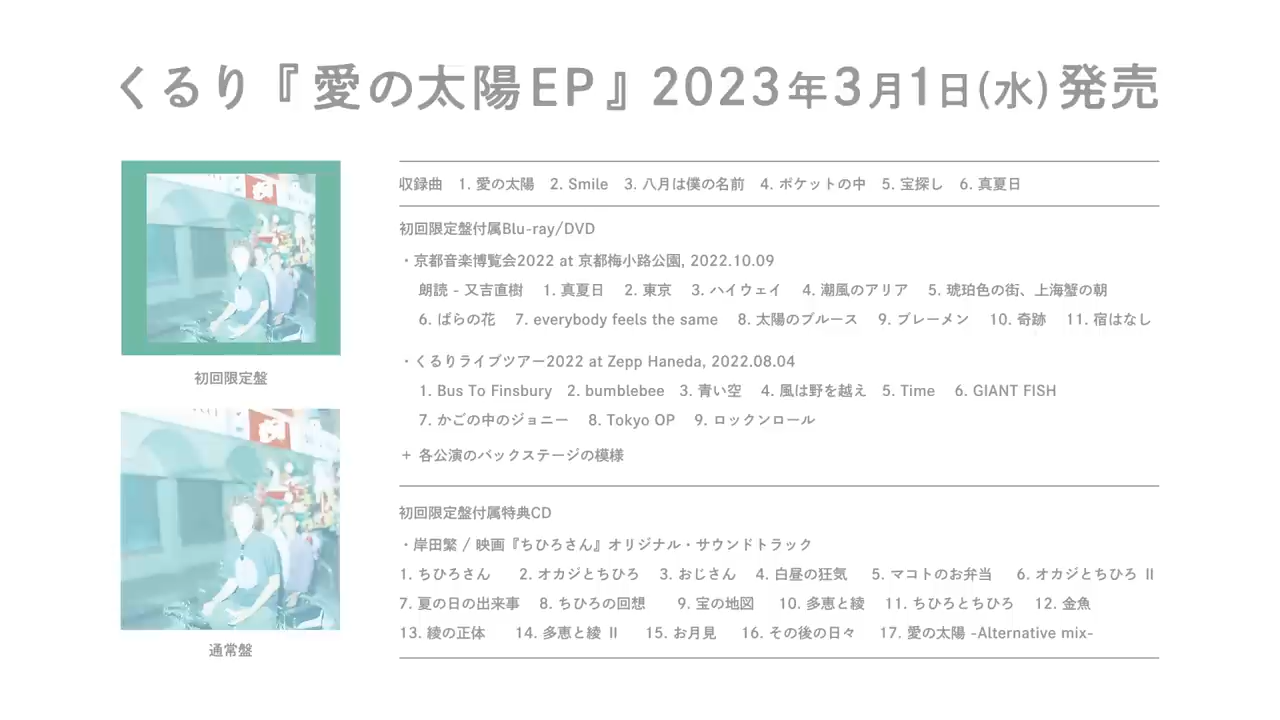 くるり『愛の太陽EP』2023年3月1日(水)発売
初回限定盤
通常盤
収録曲 1. 愛の太陽 2. Smile 3. 八月は僕の名前 4. ポケットの中 5. 宝探し 6. 真夏日
初回限定盤付属Blu-ray/DVD
・京都音楽博覧会2022 at 京都梅小路公園, 2022.10.09
朗読 - 又吉直樹 1. 真夏日 2. 東京 3. ハイウェイ 4. 潮風のアリア 5. 琥珀色の街、上海蟹の朝
6. ばらの花 7. everybody feels the same 8. 太陽のブルース 9. ブレーメン 10. 奇跡 11. 宿はなし
・くるりライブツアー2022 at Zepp Haneda, 2022.08.04
1. Bus To Finsbury 2. bumblebee 3. 青い空 4. 風は野を越え 5. Time 6. GIANT FISH
7. かごの中のジョニー 8. Tokyo OP 9. ロックンロール
+ 各公演のバックステージの模様
初回限定盤付属特典CD
・岸田繁 / 映画『ちひろさん』オリジナル・サウンドトラック
1. ちひろさん 2. オカジとちひろ 3. おじさん 4. 白昼の狂気 5. マコトのお弁当 6. オカジとちひろ II
7. 夏の日の出来事 8. ちひろの回想 9. 宝の地図 10. 多恵と綾 11. ちひろとちひろ 12. 金魚
13. 綾の正体 14. 多恵と綾 II 15. お月見 16. その後の日々 17. 愛の太陽 -Alternative mix-